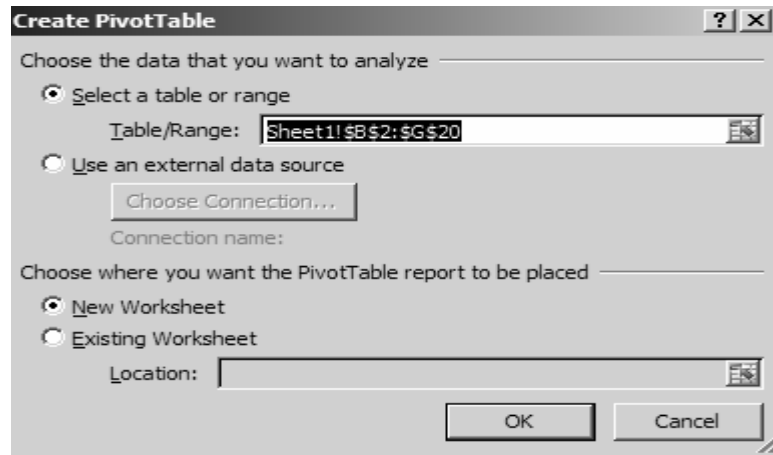 Create PivotTable
Choose the data that you want to analyze
Select a table or range
Table/Range: Sheet1!$B$2:$G$20
Use an external data source
Choose Connection...
Connection name:
Choose where you want the PivotTable report to be placed
New Worksheet
Existing Worksheet
Location:
OK Cancel